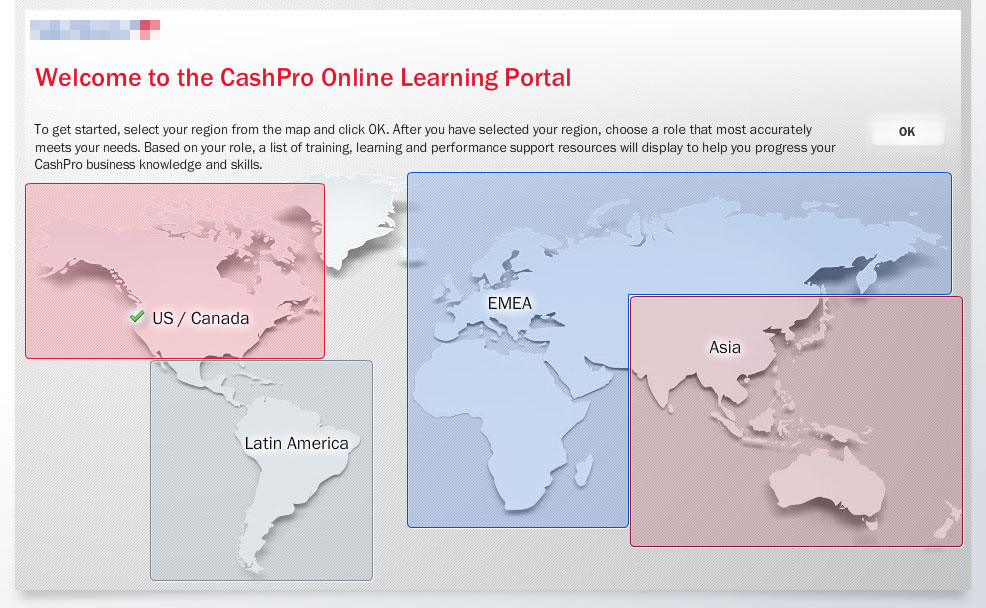 Welcome to the CashPro Online Learning Portal
To get started, select your region from the map and click OK. After you have selected your region, choose a role that most accurately
meets your needs. Based on your role, a list of training, learning and performance support resources will display to help you progress your
CashPro business knowledge and skills.
OK
US / Canada
EMEA
Asia
Latin America